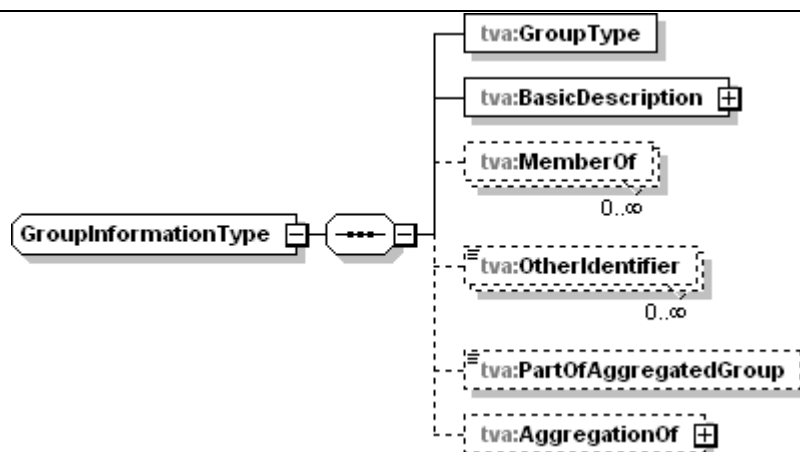 tva:GroupType
tva:BasicDescription
tva:MemberOf
0..∞
GroupInformationType
tva:OtherIdentifier
0..∞
tva:PartOfAggregatedGroup
tva:AggregationOf